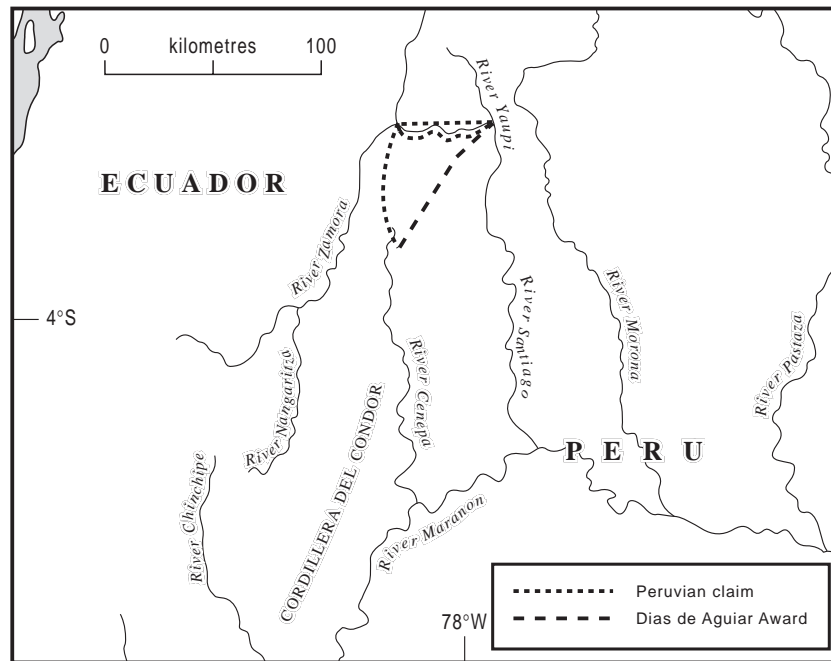 0 kilometres 100
River Yaupi
ECUADOR
River Zamora
4°S
River Santiago
River Morona
River Pastaza
River Cenepa
River Nangaritza
CORDILLERA DEL CONDOR
PERU
River Chinchipe
River Maranon
78°W
Peruvian claim
Dias de Aguiar Award